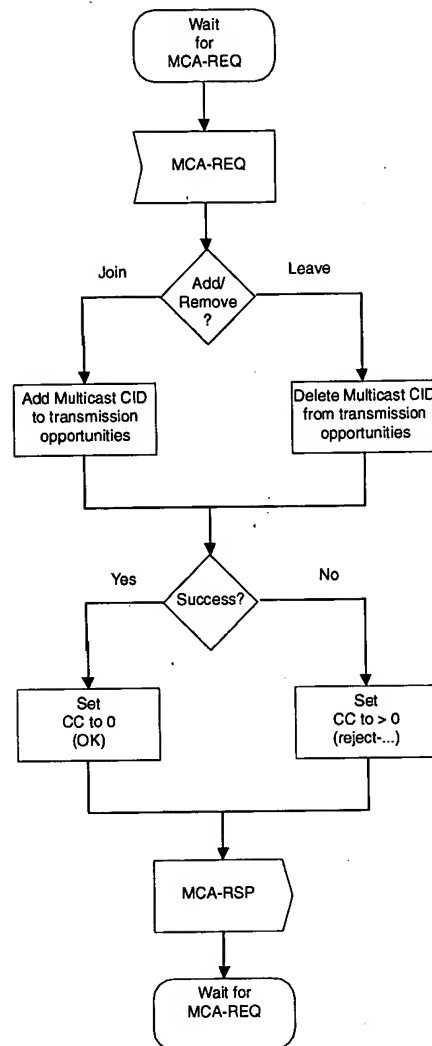 Wait
for
MCA-REQ
MCA-REQ
Join
Add/
Remove
?
Leave
Add Multicast CID
to transmission
opportunities
Delete Multicast CID
from transmission
opportunities
Yes
Success?
No
Set
CC to 0
(OK)
Set
CC to > 0
(reject-...)
MCA-RSP
Wait for
MCA-REQ